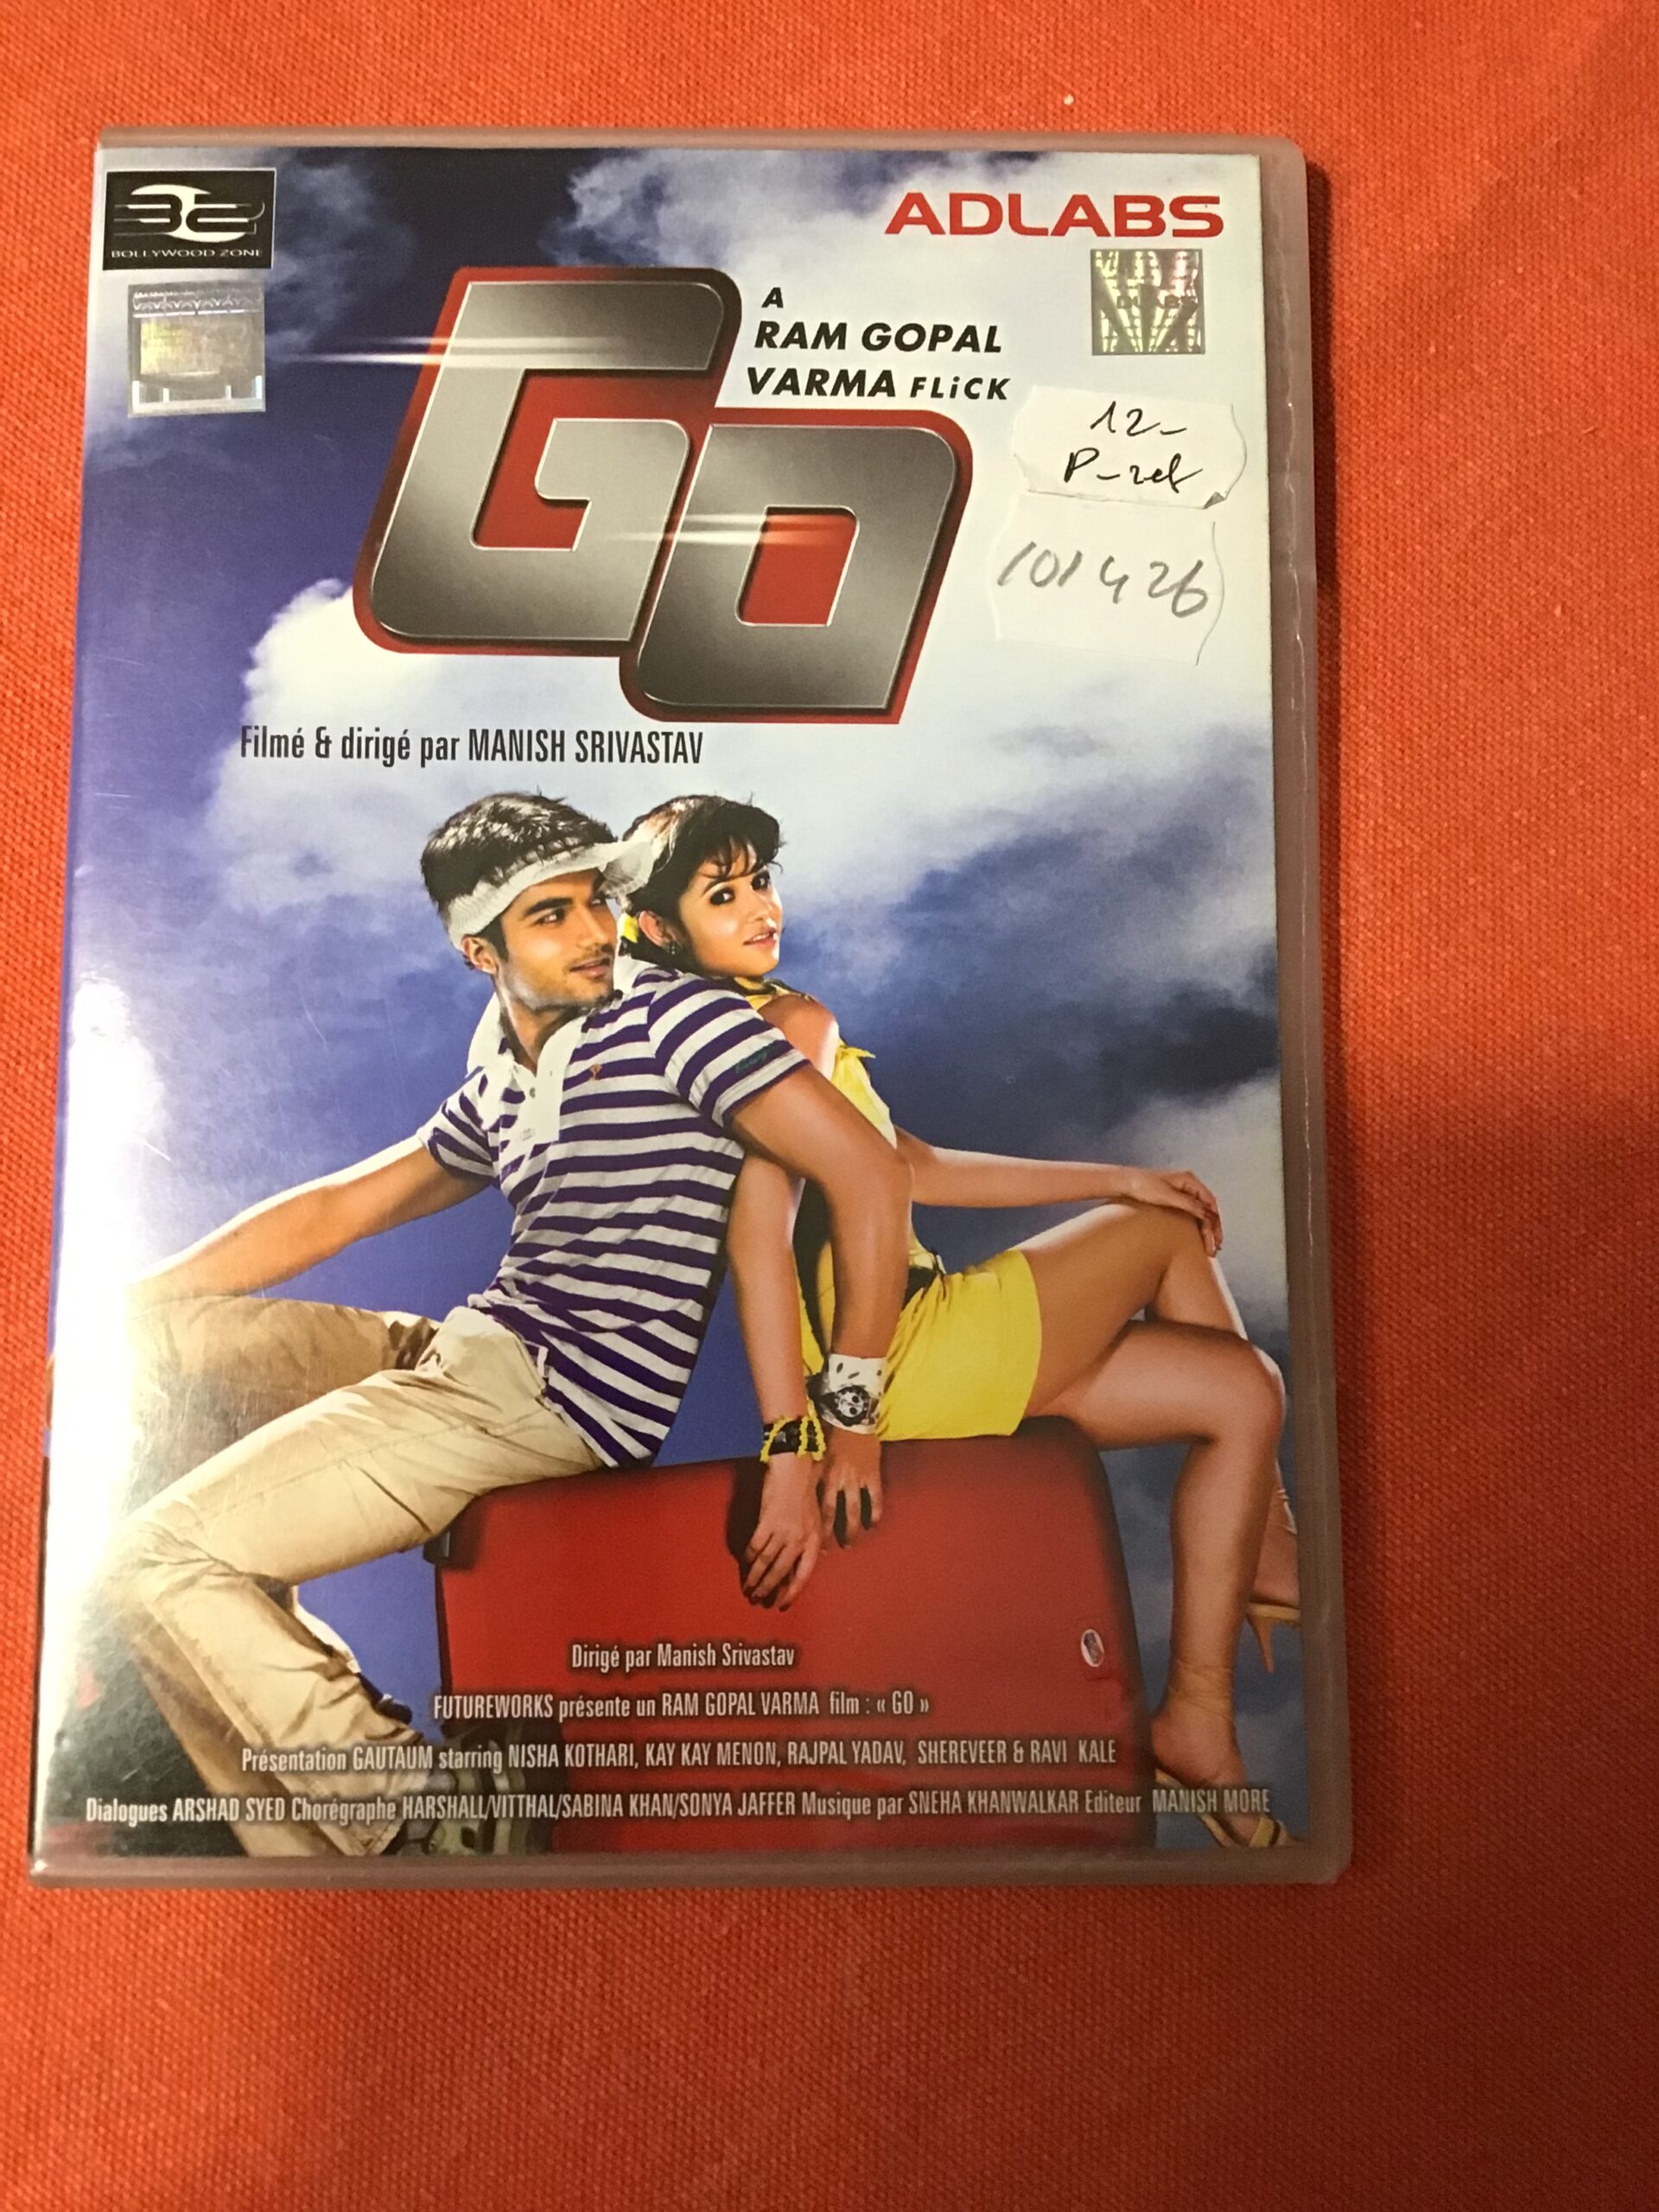 BOLLYWOOD ZONE
ADLABS
GO
A
RAM GOPAL
VARMA FLiCK
12-
101426
Filmé & dirigé par MANISH SRIVASTAV
Dirigé par Manish Srivastav
FUTUREWORKS présente un RAM GOPAL VARMA film : « GO »
Présentation GAUTAUM starring NISHA KOTHARI, KAY KAY MENON, RAJPAL YADAV, SHEREVEER & RAVI KALE
Dialogues ARSHAD SYED Chorégraphe HARSHALL/VITTHAL/SABINA KHAN/SONYA JAFFER Musique par SNEHA KHANWALKAR Editeur MANISH MORE